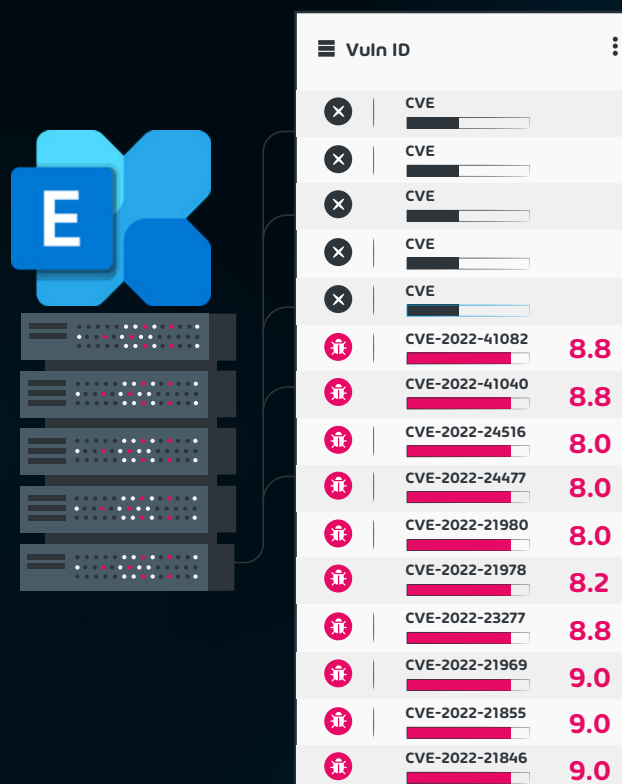 Vuln ID
E
CVE
CVE
CVE
CVE
CVE
CVE-2022-41082 8.8
CVE-2022-41040 8.8
CVE-2022-24516 8.0
CVE-2022-24477 8.0
CVE-2022-21980 8.0
CVE-2022-21978 8.2
CVE-2022-23277 8.8
CVE-2022-21969 9.0
CVE-2022-21855 9.0
CVE-2022-21846 9.0